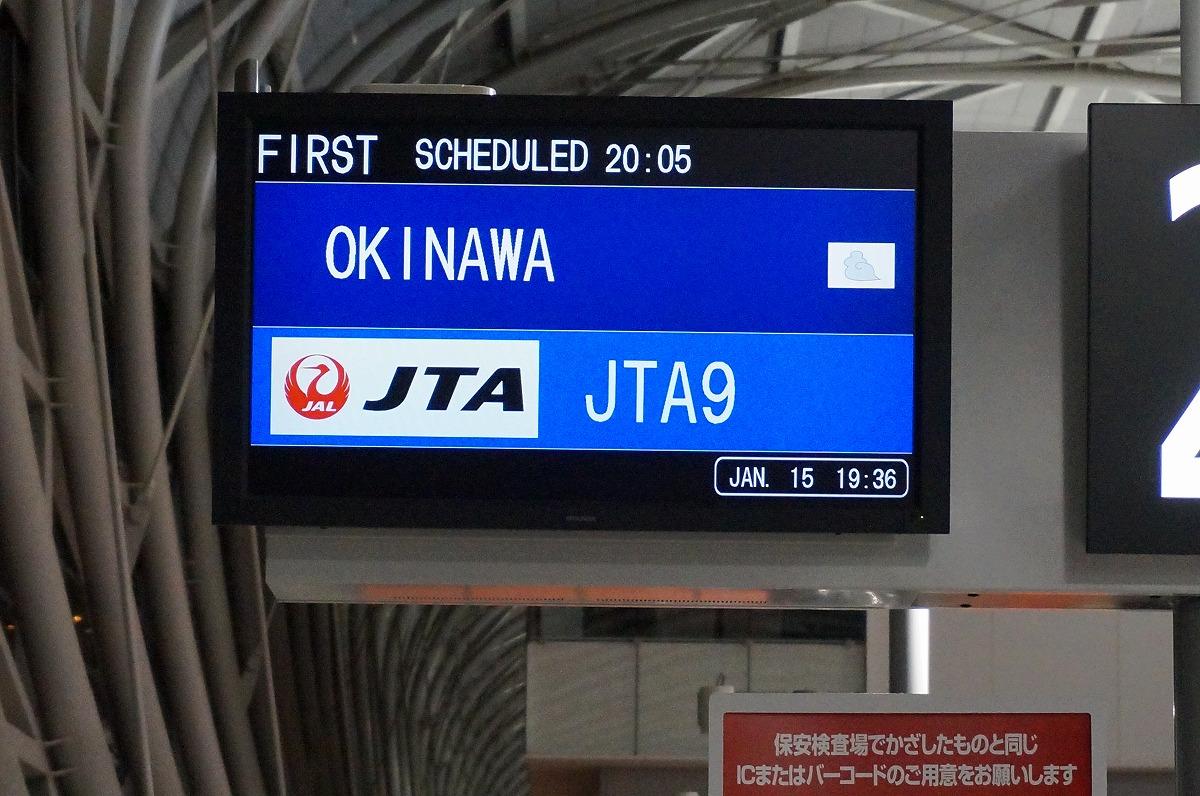 FIRST SCHEDULED 20:05
OKINAWA
JAL JTA JTA9
JAN. 15 19:36
保安検査場でかざしたものと同じ
ICまたはバーコードのご用意をお願いします